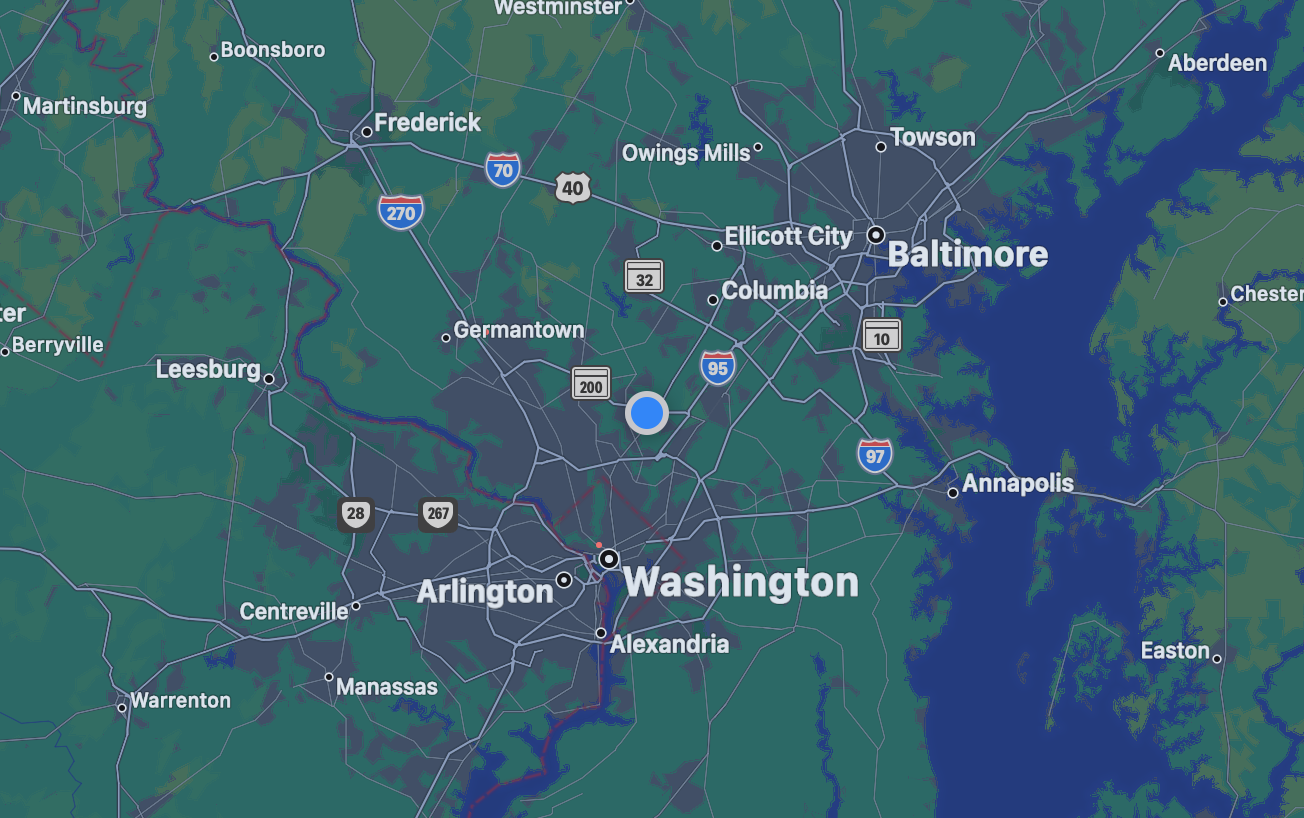 Westminster
Boonsboro
Aberdeen
Martinsburg
Frederick
Towson
Owings Mills
70
40
270
Ellicott City
Baltimore
32
Columbia
Chester
ter
Germantown
10
Berryville
Leesburg
95
200
97
Annapolis
28
267
Washington
Arlington
Centreville
Alexandria
Easton
Manassas
Warrenton